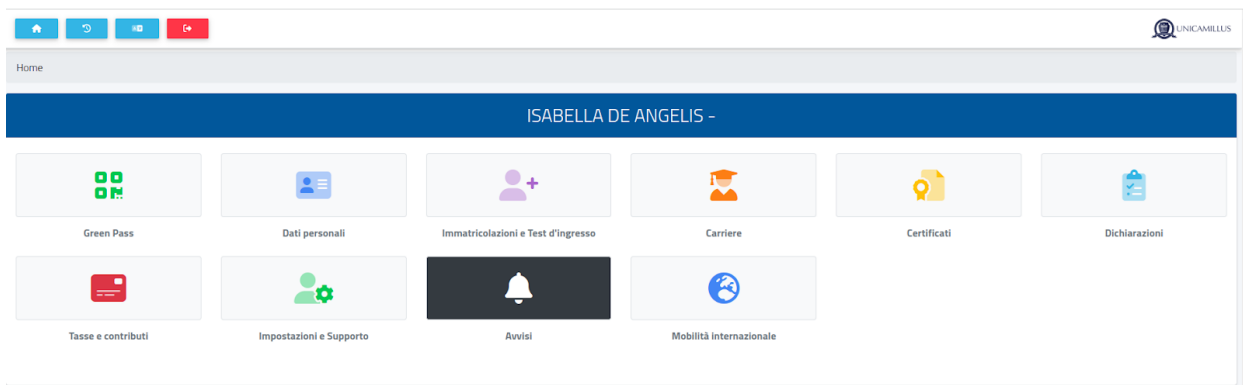 UNICAMILLUS
Home
ISABELLA DE ANGELIS -
Green Pass
Dati personali
Immatricolazioni e Test d'ingresso
Carriere
Certificati
Dichiarazioni
Tasse e contributi
Impostazioni e Supporto
Avvisi
Mobilità internazionale